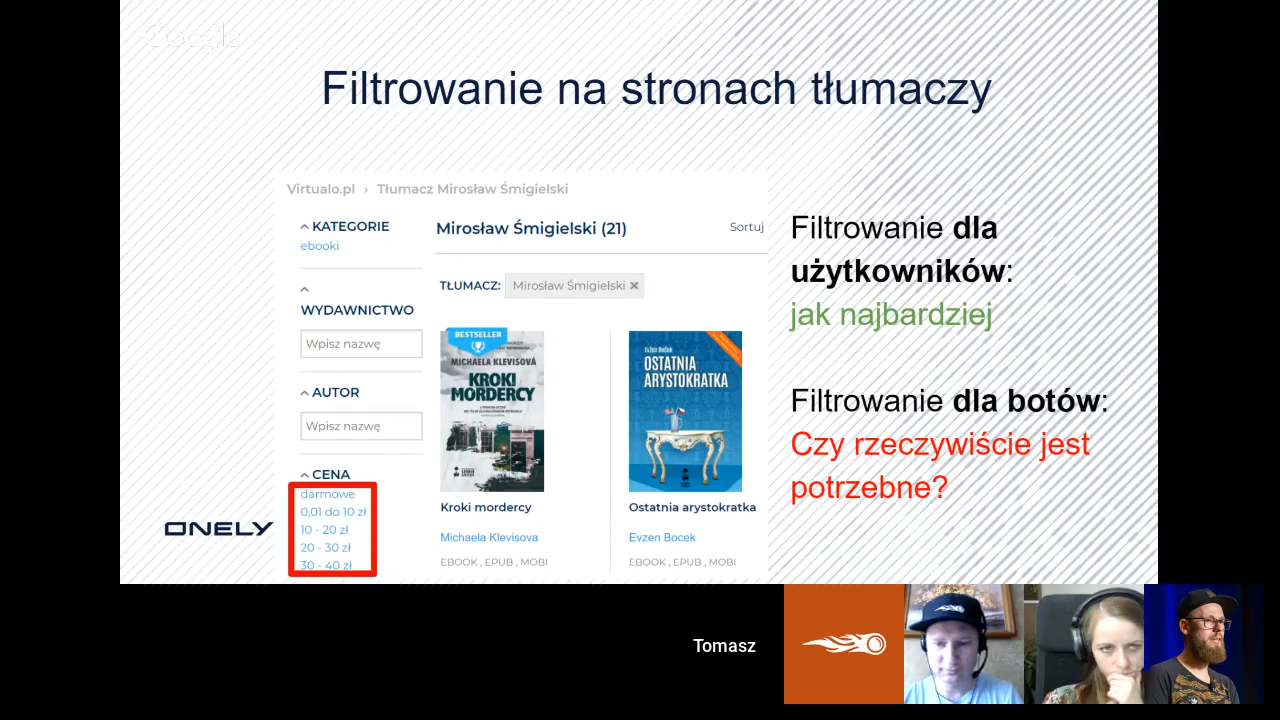 Google
Filtrowanie na stronach tłumaczy
Virtualo.pl › Tłumacz Mirosław Śmigielski
KATEGORIE
ebooki
WYDAWNICTWO
Wpisz nazwę
AUTOR
Wpisz nazwę
CENA
darmowe
0,01 do 10 zł
10 - 20 zł
20 - 30 zł
30 - 40 zł
Mirosław Śmigielski (21)
Sortuj
TŁUMACZ: Mirosław Śmigielski ×
BESTSELLER
MICHAELA KLEVISOVÁ
KROKI
MORDERCY
Kroki mordercy
Michaela Klevisova
EBOOK , EPUB , MOBI
Evžen Boček
OSTATNIA
ARYSTOKRATKA
Ostatnia arystokratka
Evzen Bocek
EBOOK , EPUB , MOBI
Filtrowanie dla
użytkowników:
jak najbardziej
Filtrowanie dla botów:
Czy rzeczywiście jest
potrzebne?
ONELY
Tomasz